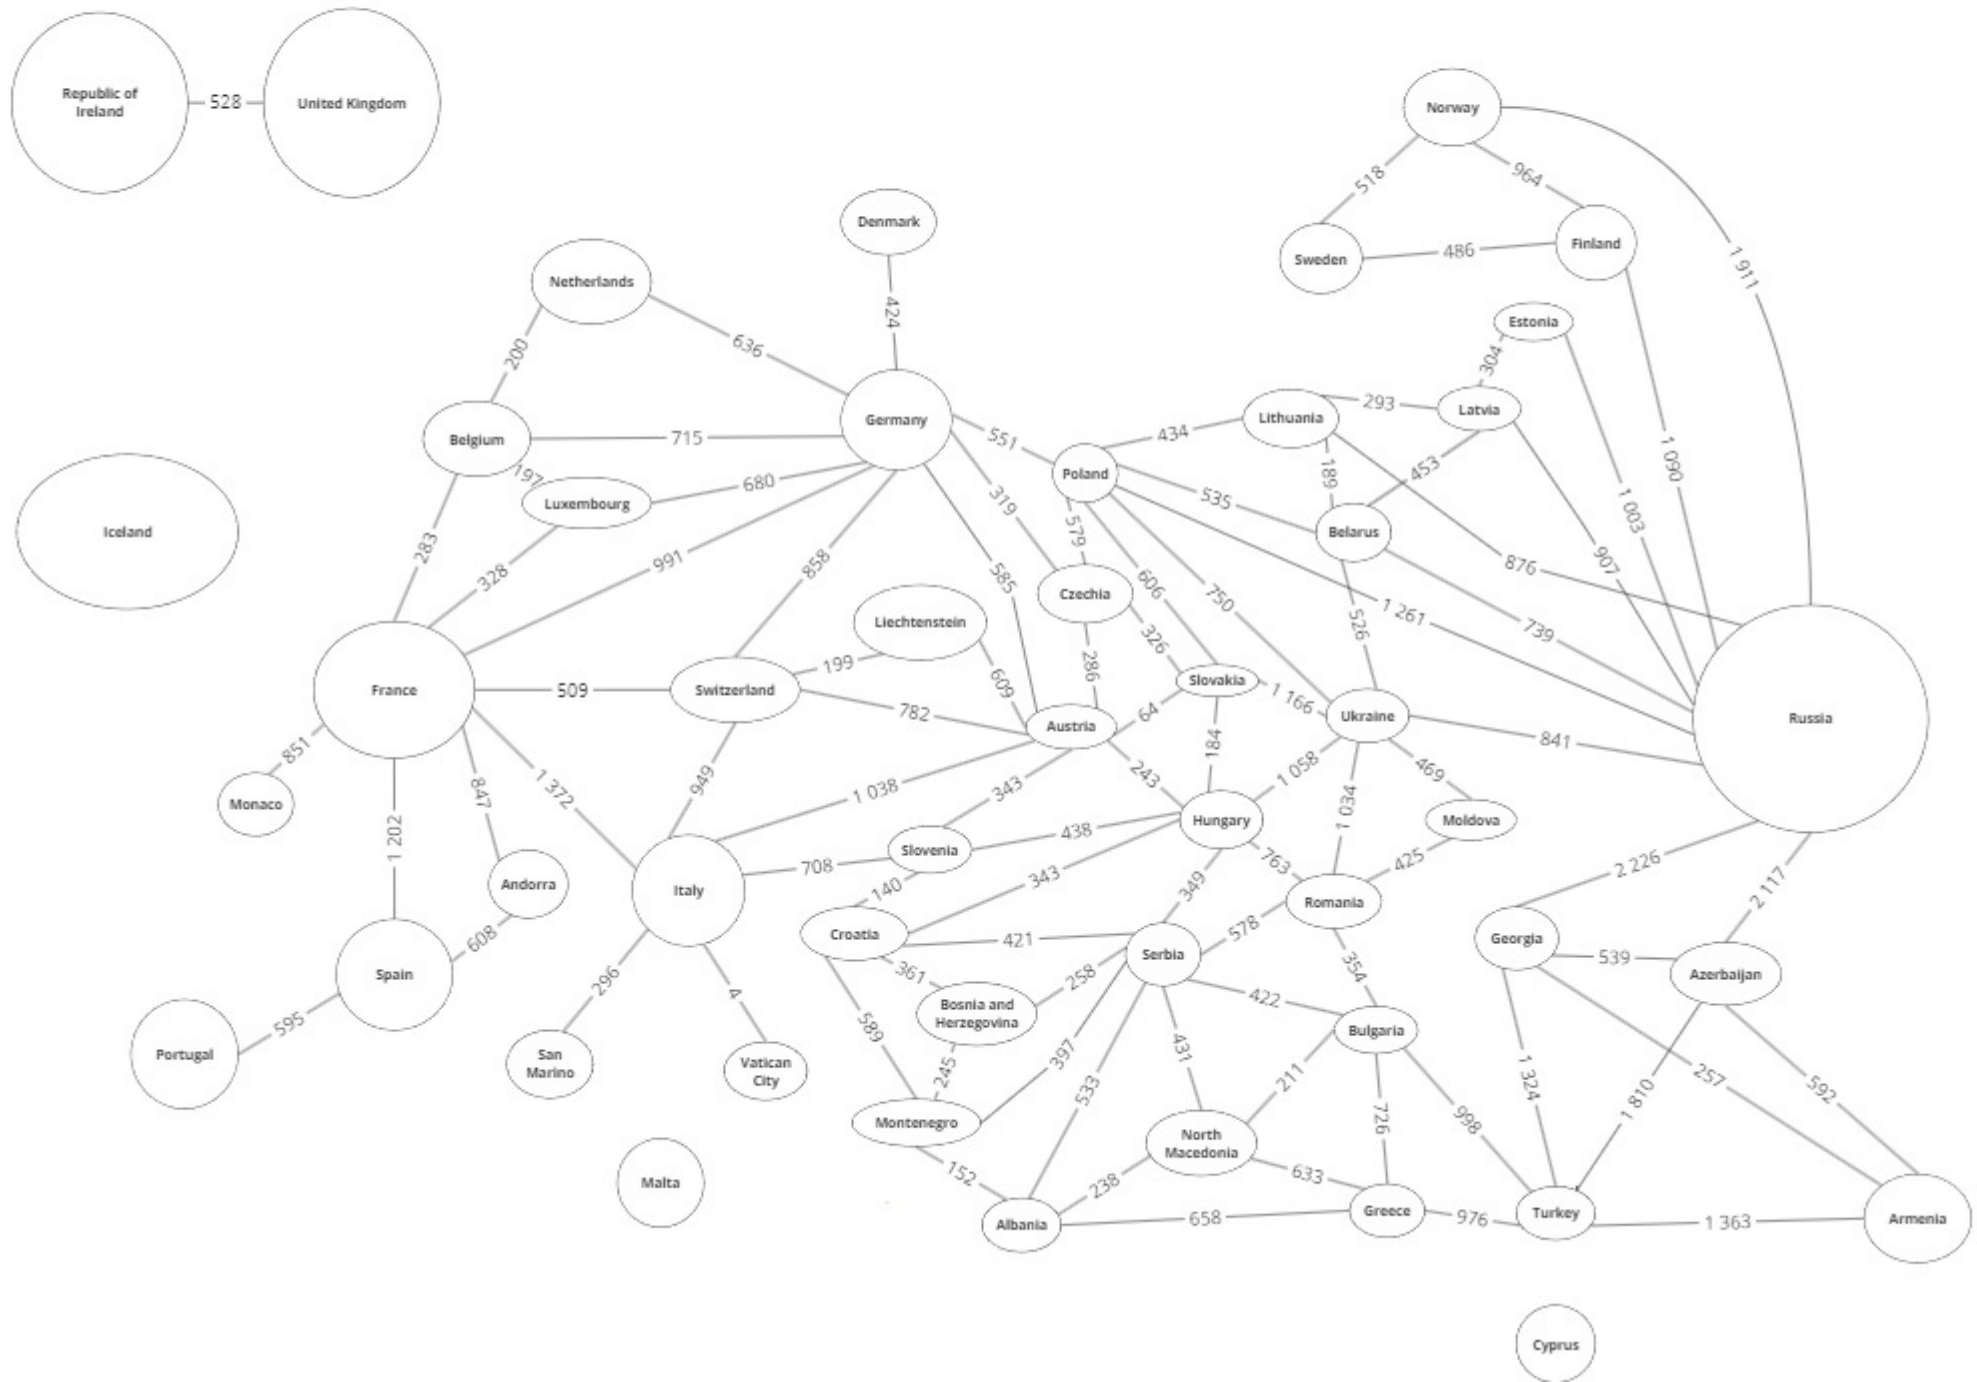 Republic of
Ireland
528
United Kingdom
Norway
518
964
1 911
Denmark
Sweden
486
Finland
Netherlands
424
636
200
Estonia
304
1 090
1 003
Belgium
715
Germany
551
Poland
434
Lithuania
293
Latvia
197
Luxembourg
680
319
579
535
189
453
907
Iceland
283
328
991
858
585
Belarus
876
Czechia
606
750
1 261
739
526
Liechtenstein
199
609
326
286
France
509
Switzerland
782
Austria
64
Slovakia
1 166
Ukraine
841
Russia
851
Monaco
847
1 372
949
1 038
343
243
184
1 058
469
1 034
1 202
Andorra
608
Italy
708
Slovenia
438
Hungary
763
Moldova
425
2 226
2 117
140
343
349
Romania
Croatia
421
Serbia
578
354
Georgia
539
Azerbaijan
Spain
595
Portugal
296
4
361
258
Bosnia and
Herzegovina
422
Bulgaria
San
Marino
Vatican
City
589
245
397
533
431
211
726
998
1 324
1 810
257
592
Montenegro
North
Macedonia
152
238
633
Malta
Albania
658
Greece
976
Turkey
1 363
Armenia
Cyprus